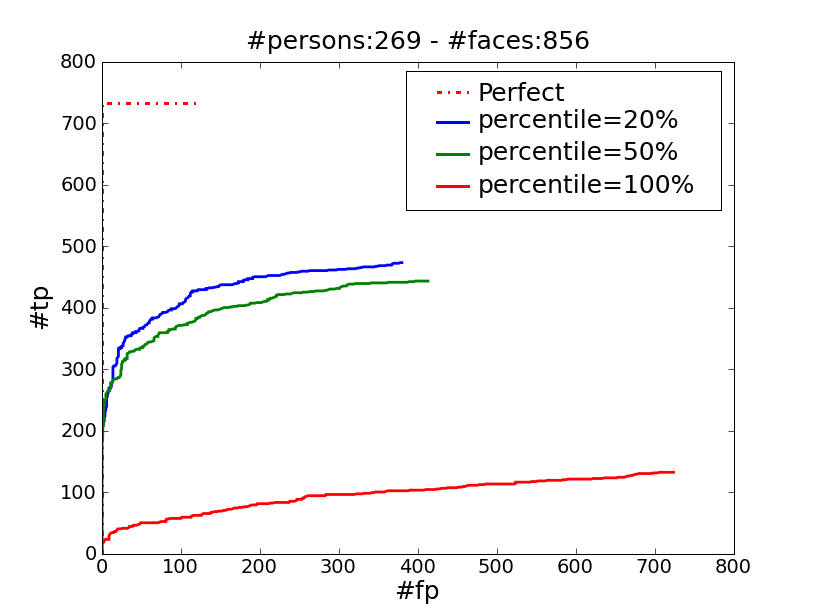 #persons:269 - #faces:856
Perfect
percentile=20%
percentile=50%
percentile=100%
800
700
600
500
400
300
200
100
0
#tp
0 100 200 300 400 500 600 700 800
#fp